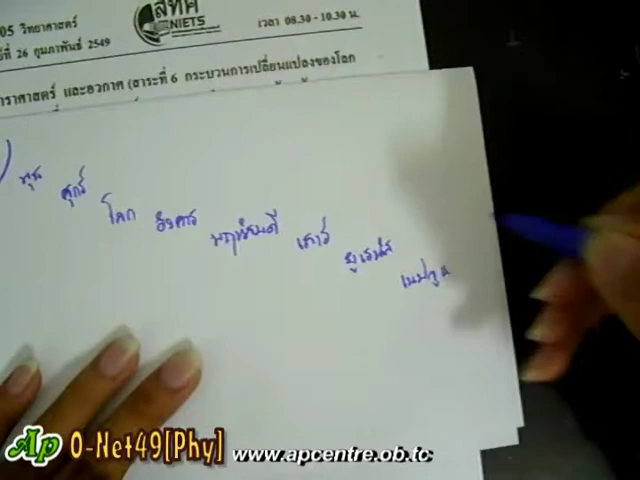 05 วิทยาศาสตร์
สทศ
NIETS
ที่ 26 กุมภาพันธ์ 2549
เวลา 08.30 - 10.30 น.
ราศาสตร์ และอวกาศ (สาระที่ 6 กระบวนการเปลี่ยนแปลงของโลก
พุธ ศุกร์ โลก อังคาร พฤหัสบดี เสาร์ ยูเรนัส เนปจูน
Ap O-Net49[Phy] www.apcentre.ob.tc